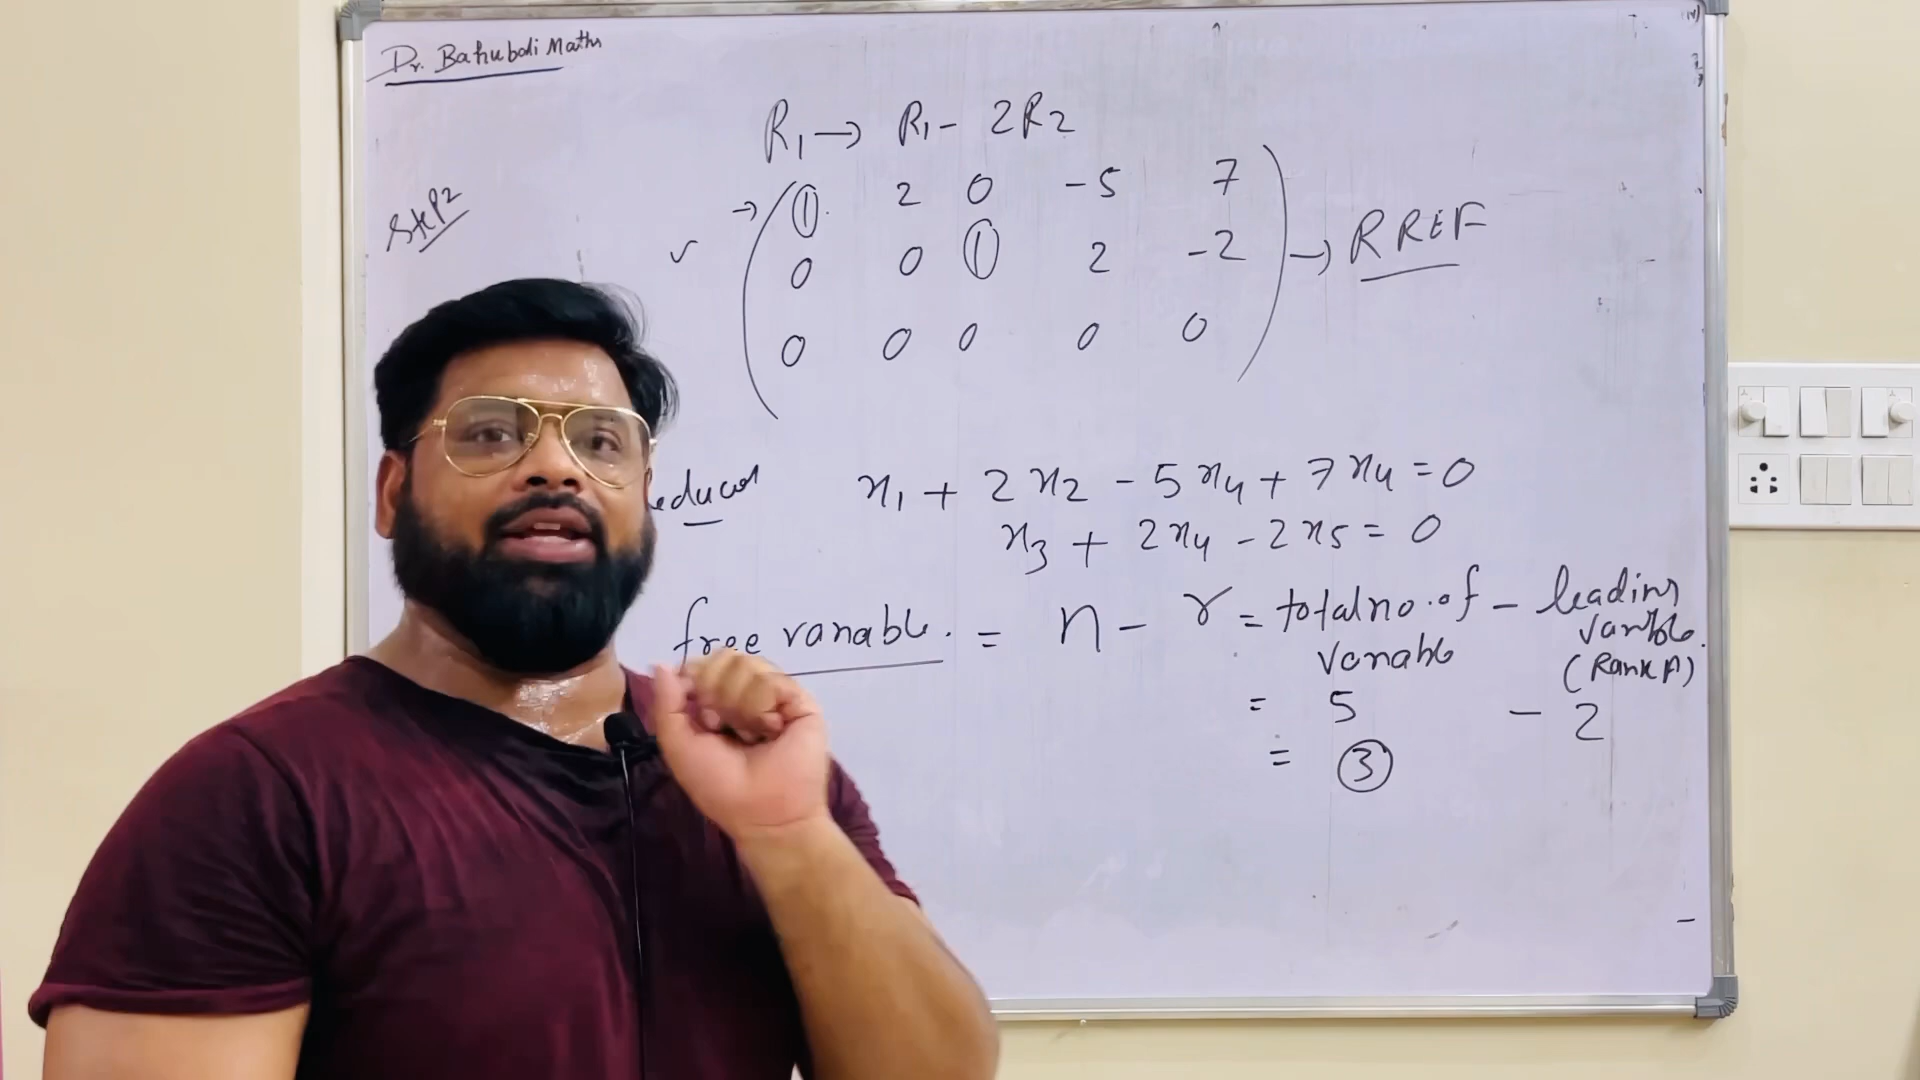 Dr. Bahubali Maths
R₁ → R₁ - 2R₂
Step 2
→ 1 2 0 -5 7
✓ 0 0 1 2 -2 → RREF
0 0 0 0 0
x₁ + 2x₂ - 5x₄ + 7x₄ = 0
x₃ + 2x₄ - 2x₅ = 0
free variable. = n - r = total no. of - leading
variable variable.
(Rank A)
= 5 - 2
= 3